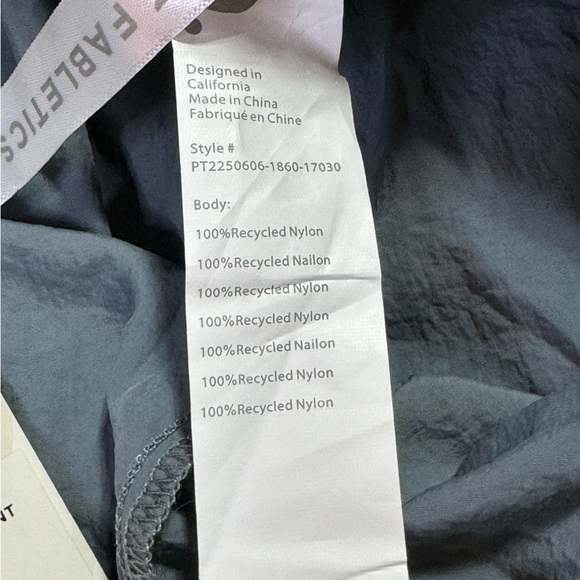 FABLETICS
Designed in
California
Made in China
Fabriqué en Chine
Style #
PT2250606-1860-17030
Body:
100%Recycled Nylon
100%Recycled Nailon
100%Recycled Nylon
100%Recycled Nylon
100%Recycled Nailon
100%Recycled Nylon
100%Recycled Nylon
NT